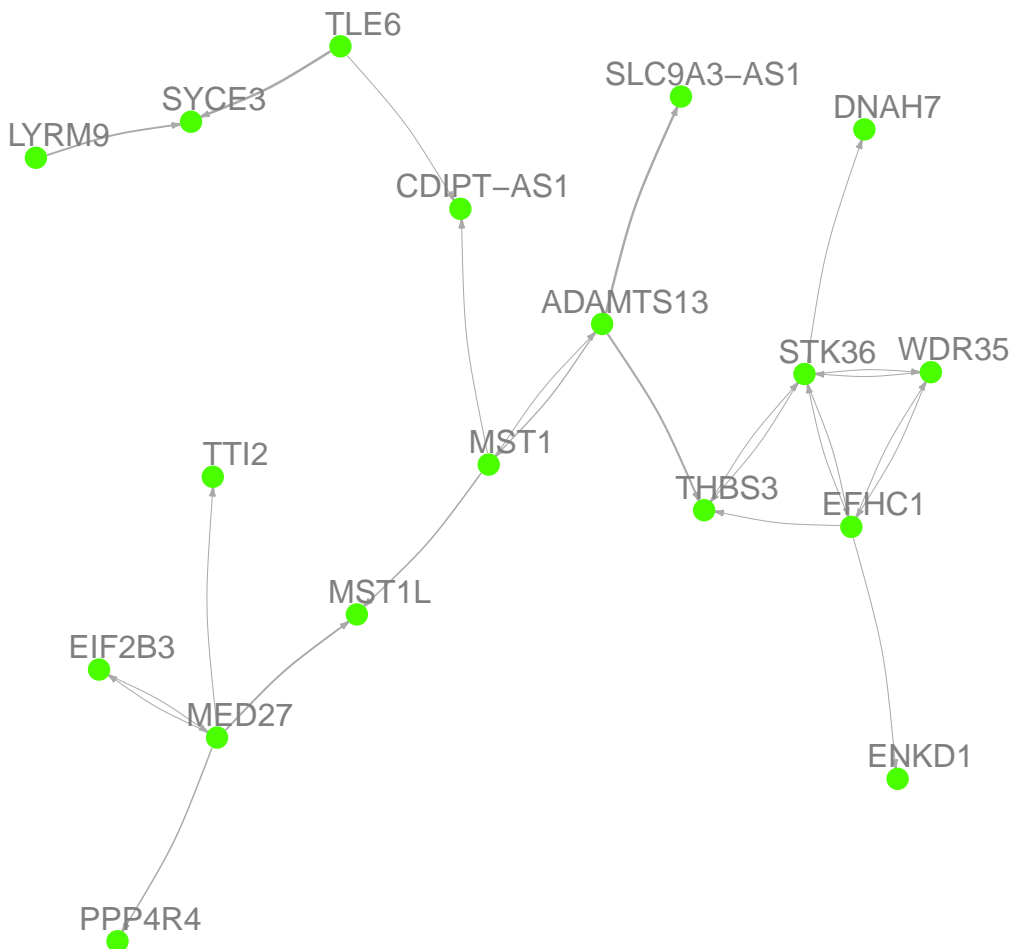 TLE6
SLC9A3−AS1
SYCE3
DNAH7
LYRM9
CDIPT−AS1
ADAMTS13
STK36
WDR35
MST1
TTI2
THBS3
EFHC1
MST1L
EIF2B3
MED27
ENKD1
PPP4R4